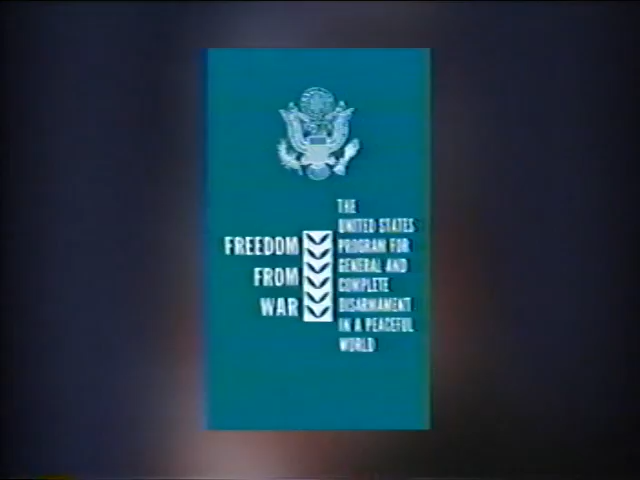 FREEDOM
FROM
WAR
THE
UNITED STATES
PROGRAM FOR
GENERAL AND
COMPLETE
DISARMAMENT
IN A PEACEFUL
WORLD